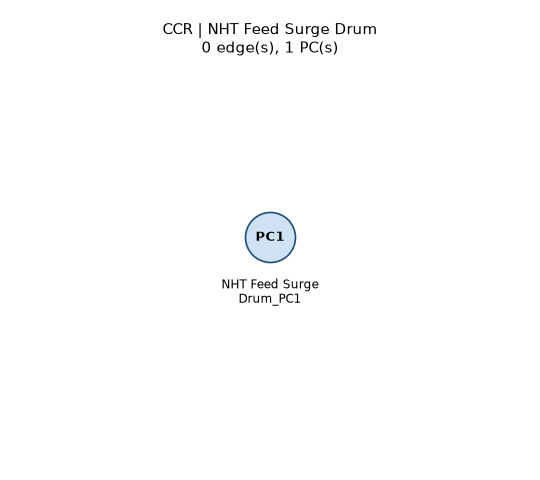 CCR | NHT Feed Surge Drum
0 edge(s), 1 PC(s)
PC1
NHT Feed Surge
Drum_PC1